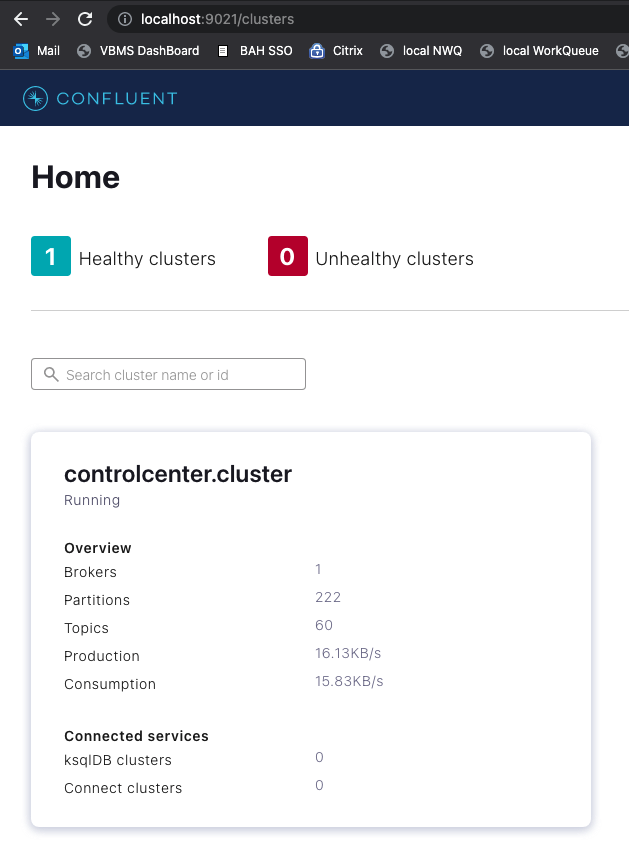 localhost:9021/clusters
Mail VBMS DashBoard BAH SSO Citrix local NWQ local WorkQueue
CONFLUENT
Home
1 Healthy clusters 0 Unhealthy clusters
Search cluster name or id
controlcenter.cluster
Running
Overview
Brokers 1
Partitions 222
Topics 60
Production 16.13KB/s
Consumption 15.83KB/s
Connected services
ksqlDB clusters 0
Connect clusters 0